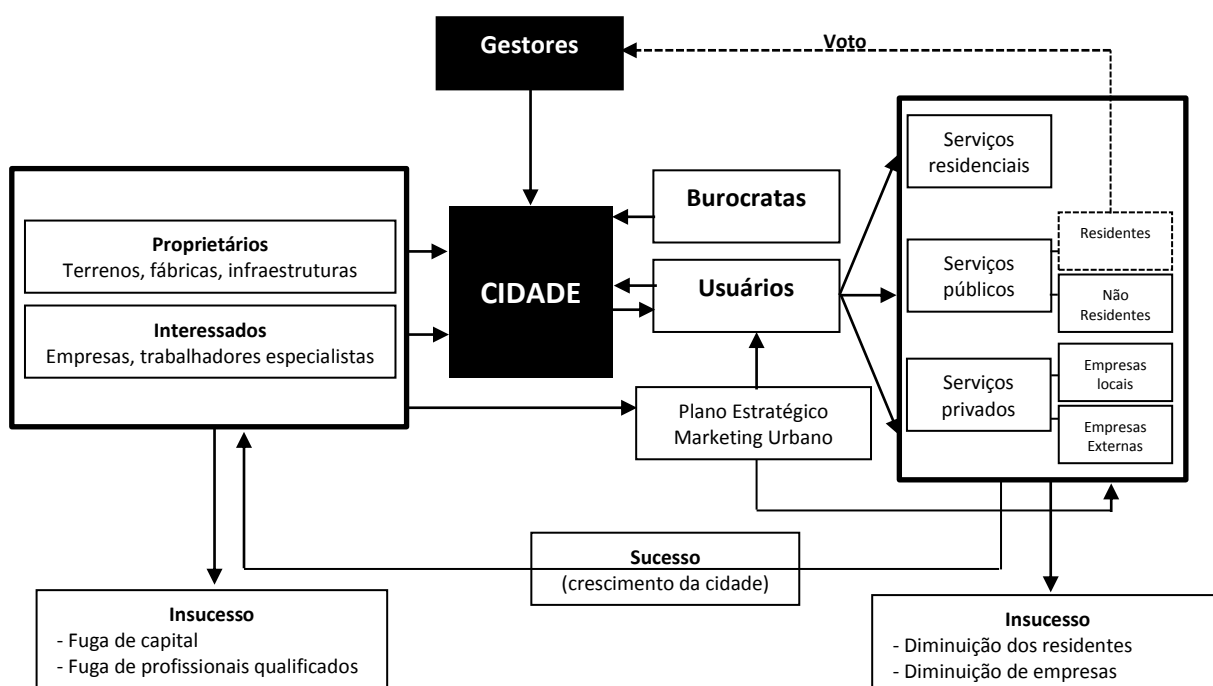 Gestores
Voto
Serviços
residenciais
Burocratas
Proprietários
Terrenos, fábricas, infraestruturas
CIDADE
Usuários
Serviços
públicos
Residentes
Não
Residentes
Interessados
Empresas, trabalhadores especialistas
Serviços
privados
Empresas
locais
Empresas
Externas
Plano Estratégico
Marketing Urbano
Sucesso
(crescimento da cidade)
Insucesso
- Fuga de capital
- Fuga de profissionais qualificados
Insucesso
- Diminuição dos residentes
- Diminuição de empresas